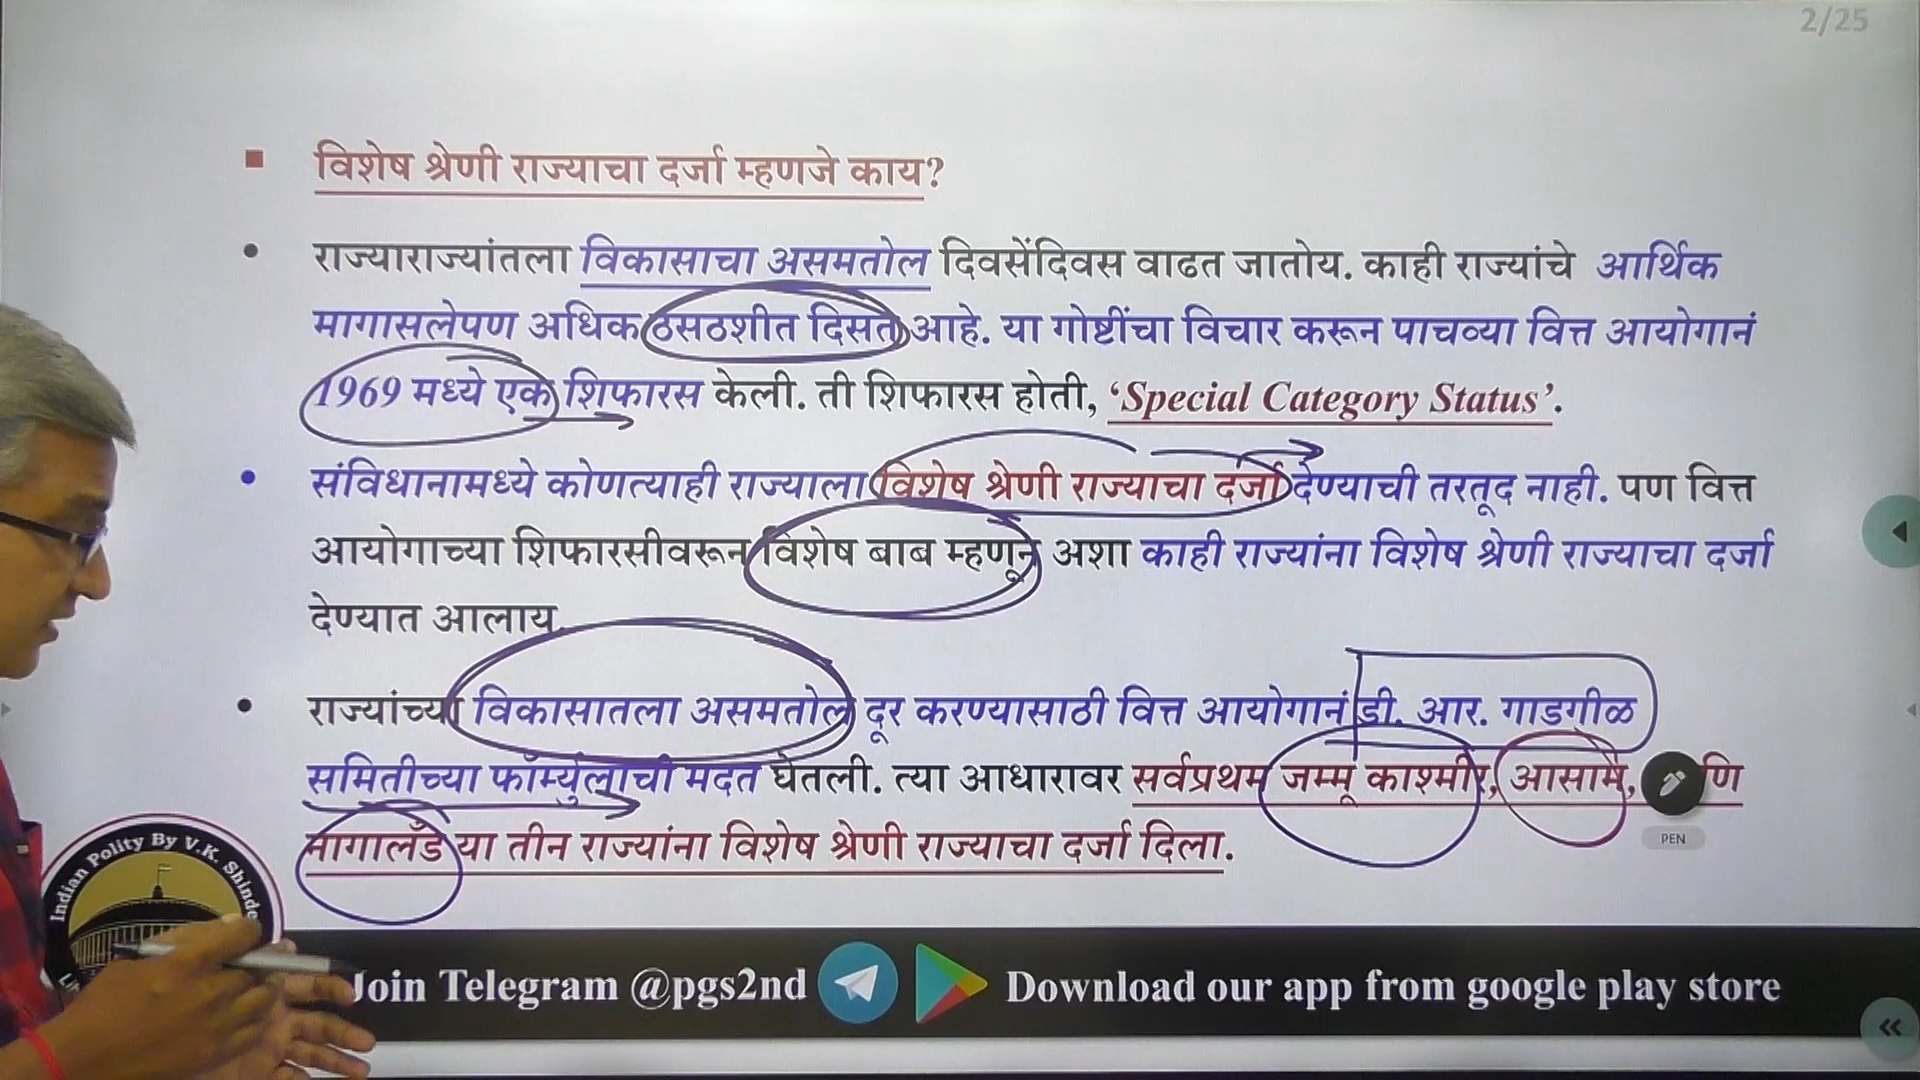 2/25
विशेष श्रेणी राज्याचा दर्जा म्हणजे काय?
राज्याराज्यांतला विकासाचा असमतोल दिवसेंदिवस वाढत जातोय. काही राज्यांचे आर्थिक
मागासलेपण अधिक ठसठशीत दिसत आहे. या गोष्टींचा विचार करून पाचव्या वित्त आयोगानं
1969 मध्ये एक शिफारस केली. ती शिफारस होती, ‘Special Category Status’.
संविधानामध्ये कोणत्याही राज्याला विशेष श्रेणी राज्याचा दर्जा देण्याची तरतूद नाही. पण वित्त
आयोगाच्या शिफारसीवरून विशेष बाब म्हणून अशा काही राज्यांना विशेष श्रेणी राज्याचा दर्जा
देण्यात आलाय.
राज्यांच्या विकासातला असमतोल दूर करण्यासाठी वित्त आयोगानं डी. आर. गाडगीळ
समितीच्या फॉर्म्युलाची मदत घेतली. त्या आधारावर सर्वप्रथम जम्मू काश्मीर, आसाम, णि
नागालँड या तीन राज्यांना विशेष श्रेणी राज्याचा दर्जा दिला.
PEN
Indian Polity By V.K. Shinde
Join Telegram @pgs2nd Download our app from google play store